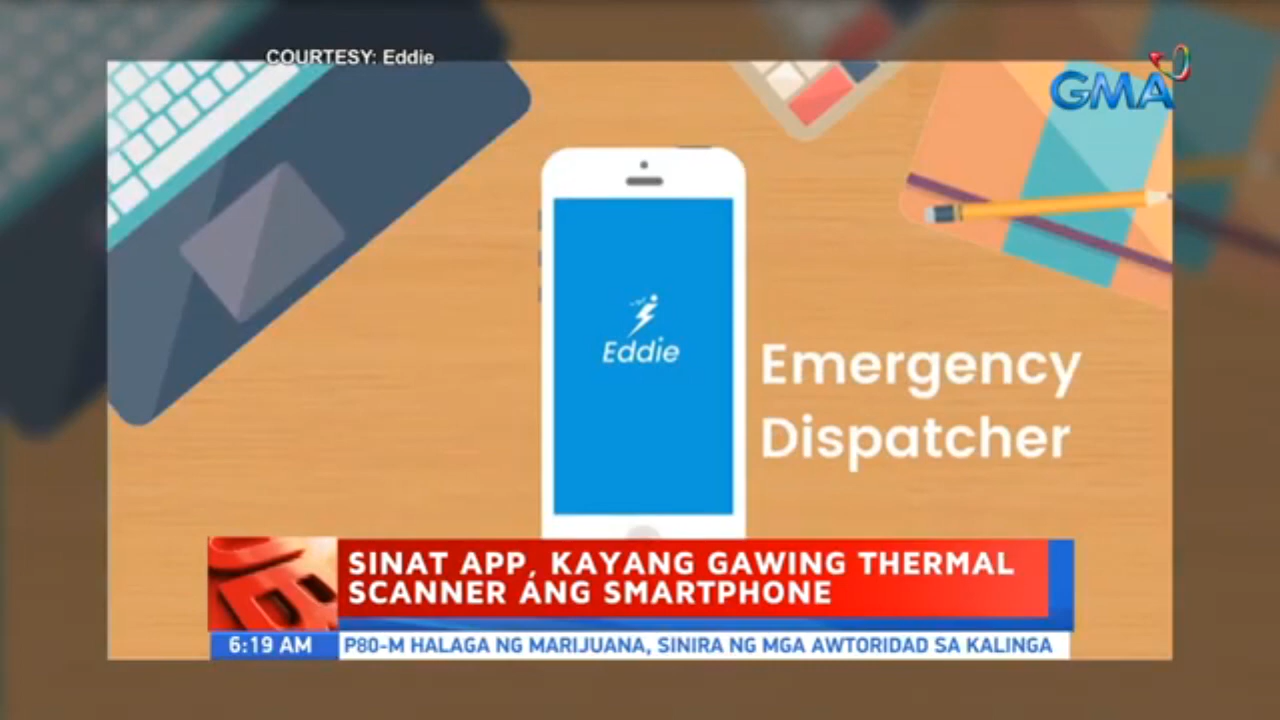 COURTESY: Eddie
GMA
Eddie
Emergency
Dispatcher
SINAT APP, KAYANG GAWING THERMAL
SCANNER ANG SMARTPHONE
6:19 AM
P80-M HALAGA NG MARIJUANA, SINIRA NG MGA AWTORIDAD SA KALINGA